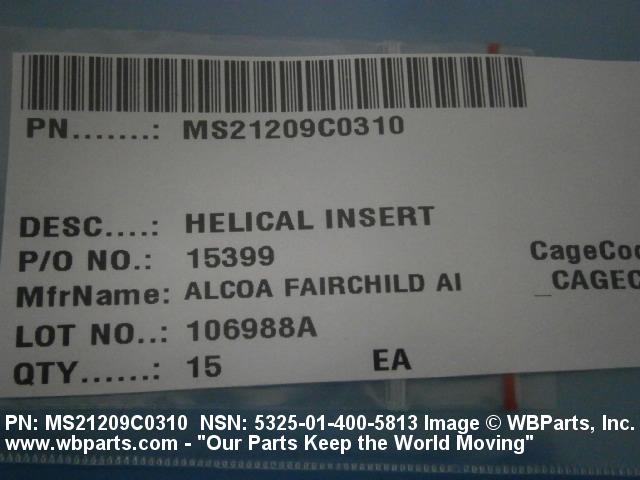 PN.......: MS21209C0310
DESC....: HELICAL INSERT
P/O NO.: 15399
CageCod
MfrName: ALCOA FAIRCHILD AI
_CAGEC
LOT NO..: 106988A
QTY......: 15 EA
PN: MS21209C0310 NSN: 5325-01-400-5813 Image © WBParts, Inc.
www.wbparts.com - "Our Parts Keep the World Moving"